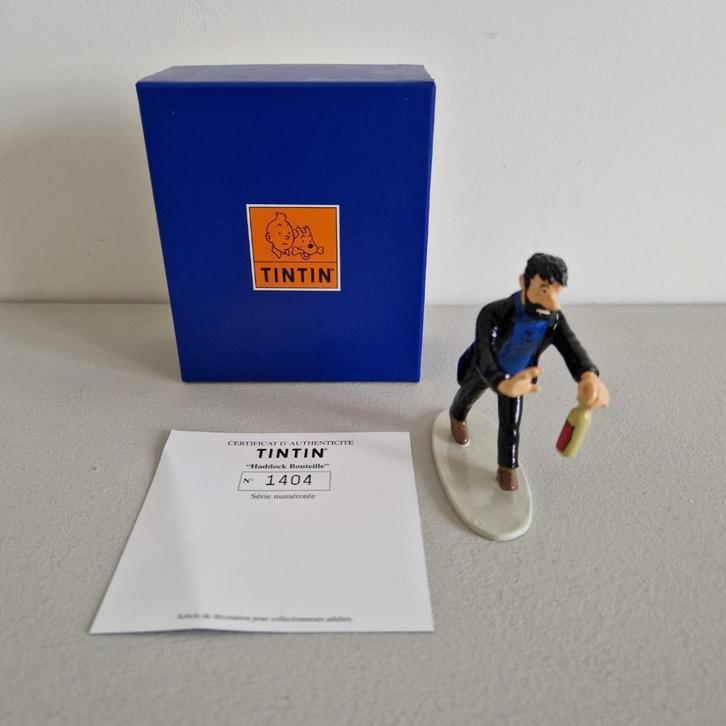 TINTIN®
CERTIFICAT D'AUTHENTICITE
TINTIN®
"Haddock Bouteille"
N° 1404
Série numérotée
Article de décoration pour collectionneurs adultes.